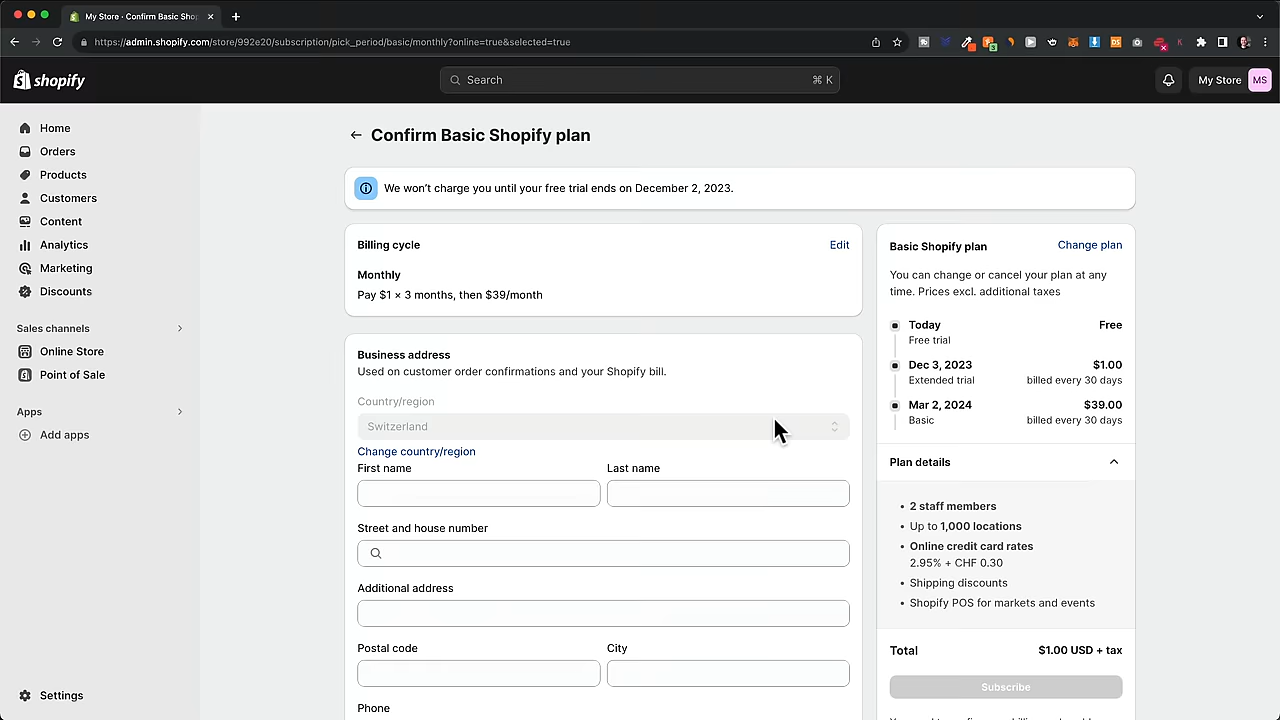 My Store · Confirm Basic Shop
https://admin.shopify.com/store/992e20/subscription/pick_period/basic/monthly?online=true&selected=true
shopify
Search
⌘ K
My Store
MS
Home
Orders
Products
Customers
Content
Analytics
Marketing
Discounts
Sales channels
Online Store
Point of Sale
Apps
Add apps
Settings
Confirm Basic Shopify plan
We won’t charge you until your free trial ends on December 2, 2023.
Billing cycle
Edit
Monthly
Pay $1 × 3 months, then $39/month
Business address
Used on customer order confirmations and your Shopify bill.
Country/region
Switzerland
Change country/region
First name
Last name
Street and house number
Additional address
Postal code
City
Phone
Basic Shopify plan
Change plan
You can change or cancel your plan at any
time. Prices excl. additional taxes
Today
Free
Free trial
Dec 3, 2023
$1.00
Extended trial
billed every 30 days
Mar 2, 2024
$39.00
Basic
billed every 30 days
Plan details
• 2 staff members
• Up to 1,000 locations
• Online credit card rates
2.95% + CHF 0.30
• Shipping discounts
• Shopify POS for markets and events
Total
$1.00 USD + tax
Subscribe